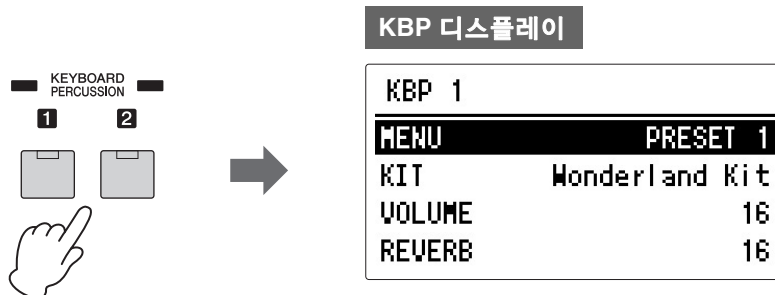 KBP 디스플레이
KEYBOARD
PERCUSSION
1 2
KBP 1
MENU PRESET 1
KIT Wonderland Kit
VOLUME 16
REVERB 16